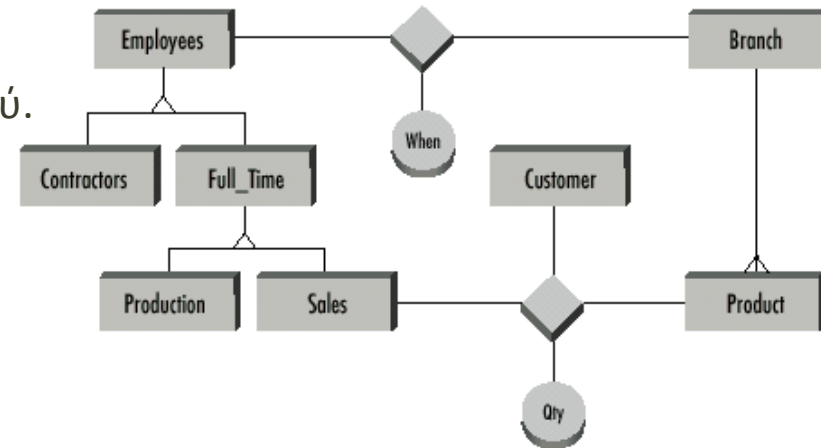 Employees
Branch
ύ.
When
Contractors
Full_Time
Customer
Production
Sales
Product
Qty